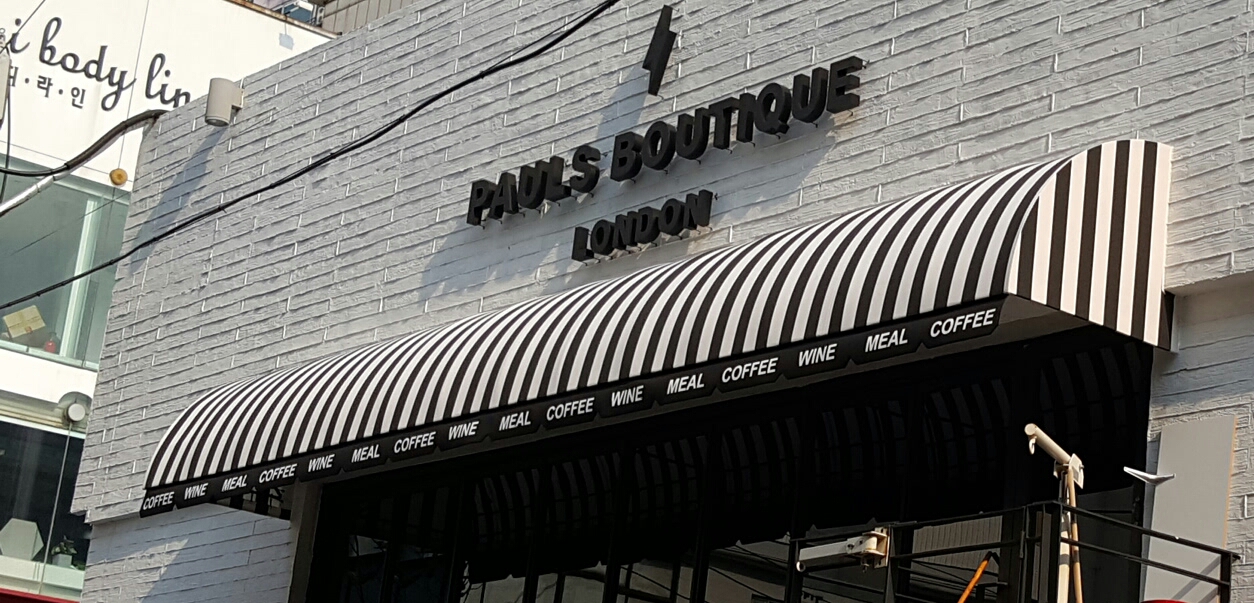 i body lin
라·인
PAULS BOUTIQUE
LONDON
COFFEE WINE MEAL COFFEE WINE MEAL COFFEE WINE MEAL COFFEE WINE MEAL COFFEE WINE MEAL COFFEE